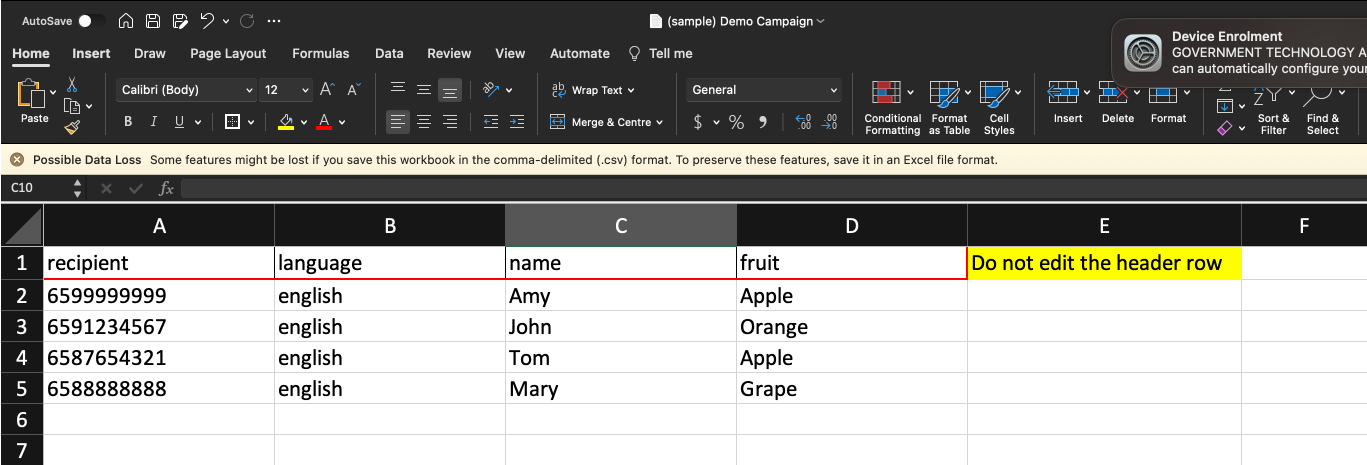 AutoSave
(sample) Demo Campaign
Device Enrolment
GOVERNMENT TECHNOLOGY A
can automatically configure your
Home Insert Draw Page Layout Formulas Data Review View Automate Tell me
Paste
Calibri (Body) 12 A A
B I U A
ab Wrap Text
Merge & Centre
General
$ % 9
Conditional Formatting
Format as Table
Cell Styles
Insert Delete Format
Sort & Filter
Find & Select
Possible Data Loss Some features might be lost if you save this workbook in the comma-delimited (.csv) format. To preserve these features, save it in an Excel file format.
C10 fx
A B C D E F
1 recipient language name fruit Do not edit the header row
2 6599999999 english Amy Apple
3 6591234567 english John Orange
4 6587654321 english Tom Apple
5 6588888888 english Mary Grape
6
7